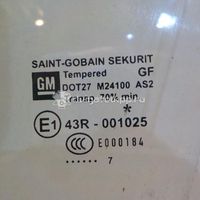 SAINT-GOBAIN SEKURIT
GM
Tempered GF
DOT27 M24100 AS2
Transp. 70% min
*
E1 43R - 001025
CCC E000184
...... 7